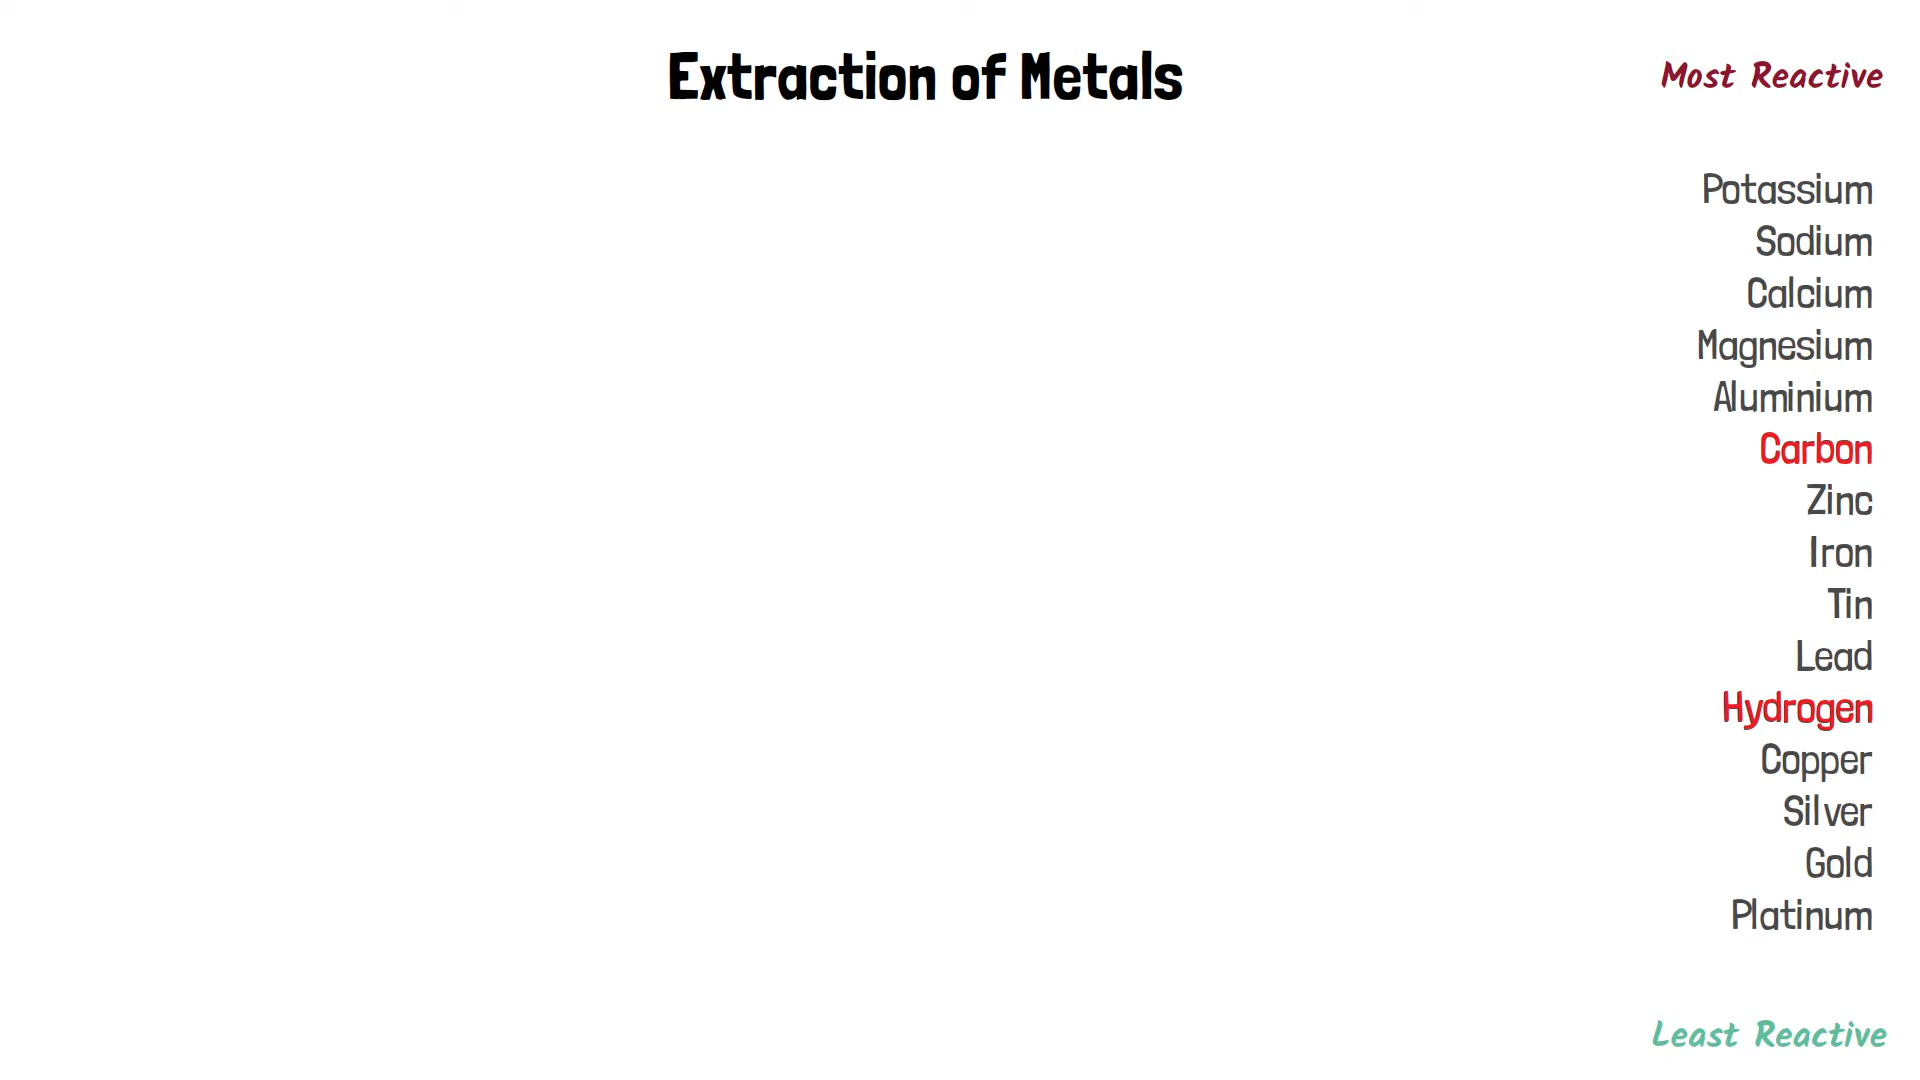 Extraction of Metals
Most Reactive
Potassium
Sodium
Calcium
Magnesium
Aluminium
Carbon
Zinc
Iron
Tin
Lead
Hydrogen
Copper
Silver
Gold
Platinum
Least Reactive